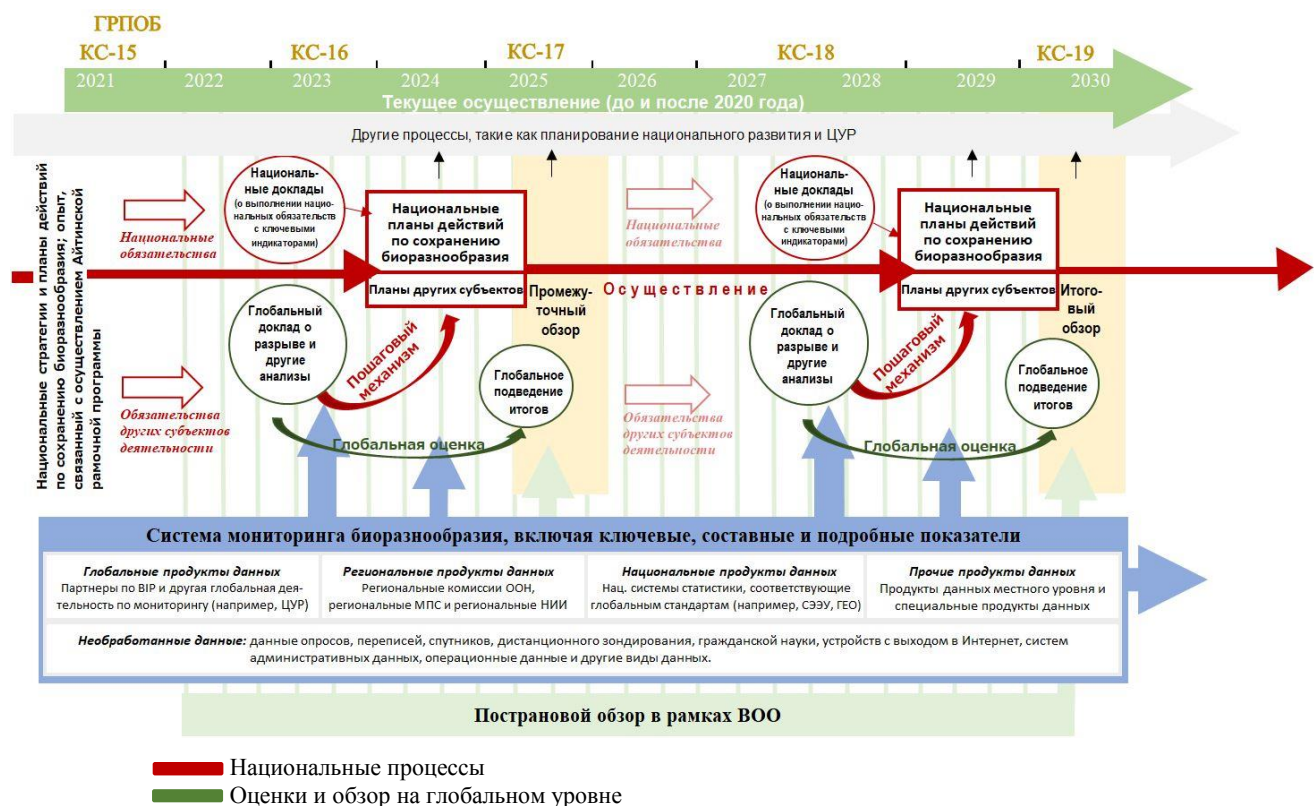 ГРПОБ
КС-15 КС-16 КС-17 КС-18 КС-19
2021 2022 2023 2024 2025 2026 2027 2028 2029 2030
Текущее осуществление (до и после 2020 года)
Другие процессы, такие как планирование национального развития и ЦУР
Национальные стратегии и планы действий
по сохранению биоразнообразия; опыт,
связанный с осуществлением Айтинской
рамочной программы
Национальные
обязательства
Националь-
ные доклады
(о выполнении нацио-
нальных обязательств
с ключевыми
индикаторами)
Национальные
планы действий
по сохранению
биоразнообразия
Планы других субъектов
Глобальный
доклад о
разрыве и
другие
анализы
Пошаговый
механизм
Обязательства
других субъектов
деятельности
Глобальная оценка
Промежу-
точный
обзор
Глобальное
подведение
итогов
Осуществление
Национальные
обязательства
Националь-
ные доклады
(о выполнении нацио-
нальных обязательств
с ключевыми
индикаторами)
Национальные
планы действий
по сохранению
биоразнообразия
Планы других субъектов
Глобальный
доклад о
разрыве и
другие
анализы
Пошаговый
механизм
Обязательства
других субъектов
деятельности
Глобальная оценка
Итого-
вый
обзор
Глобальное
подведение
итогов
Система мониторинга биоразнообразия, включая ключевые, составные и подробные показатели
Глобальные продукты данных
Партнеры по BIP и другая глобальная дея-
тельность по мониторингу (например, ЦУР)
Региональные продукты данных
Региональные комиссии ООН,
региональные МПС и региональные НИИ
Национальные продукты данных
Нац. системы статистики, соответствующие
глобальным стандартам (например, СЭЭУ, ГЕО)
Прочие продукты данных
Продукты данных местного уровня и
специальные продукты данных
Необработанные данные: данные опросов, переписей, спутников, дистанционного зондирования, гражданской науки, устройств с выходом в Интернет, систем
административных данных, операционные данные и другие виды данных.
Пострановой обзор в рамках ВОО
Национальные процессы
Оценки и обзор на глобальном уровне